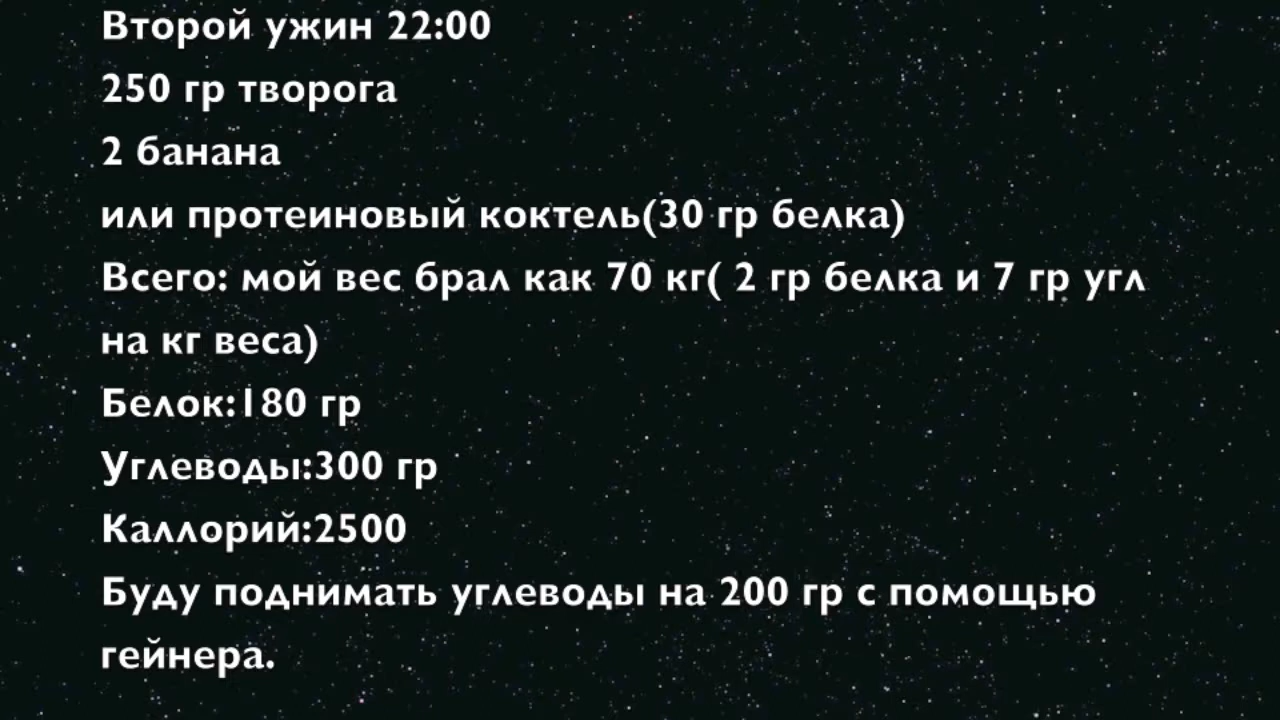 Второй ужин 22:00
250 гр творога
2 банана
или протеиновый коктель(30 гр белка)
Всего: мой вес брал как 70 кг( 2 гр белка и 7 гр угл
на кг веса)
Белок:180 гр
Углеводы:300 гр
Каллорий:2500
Буду поднимать углеводы на 200 гр с помощью
гейнера.